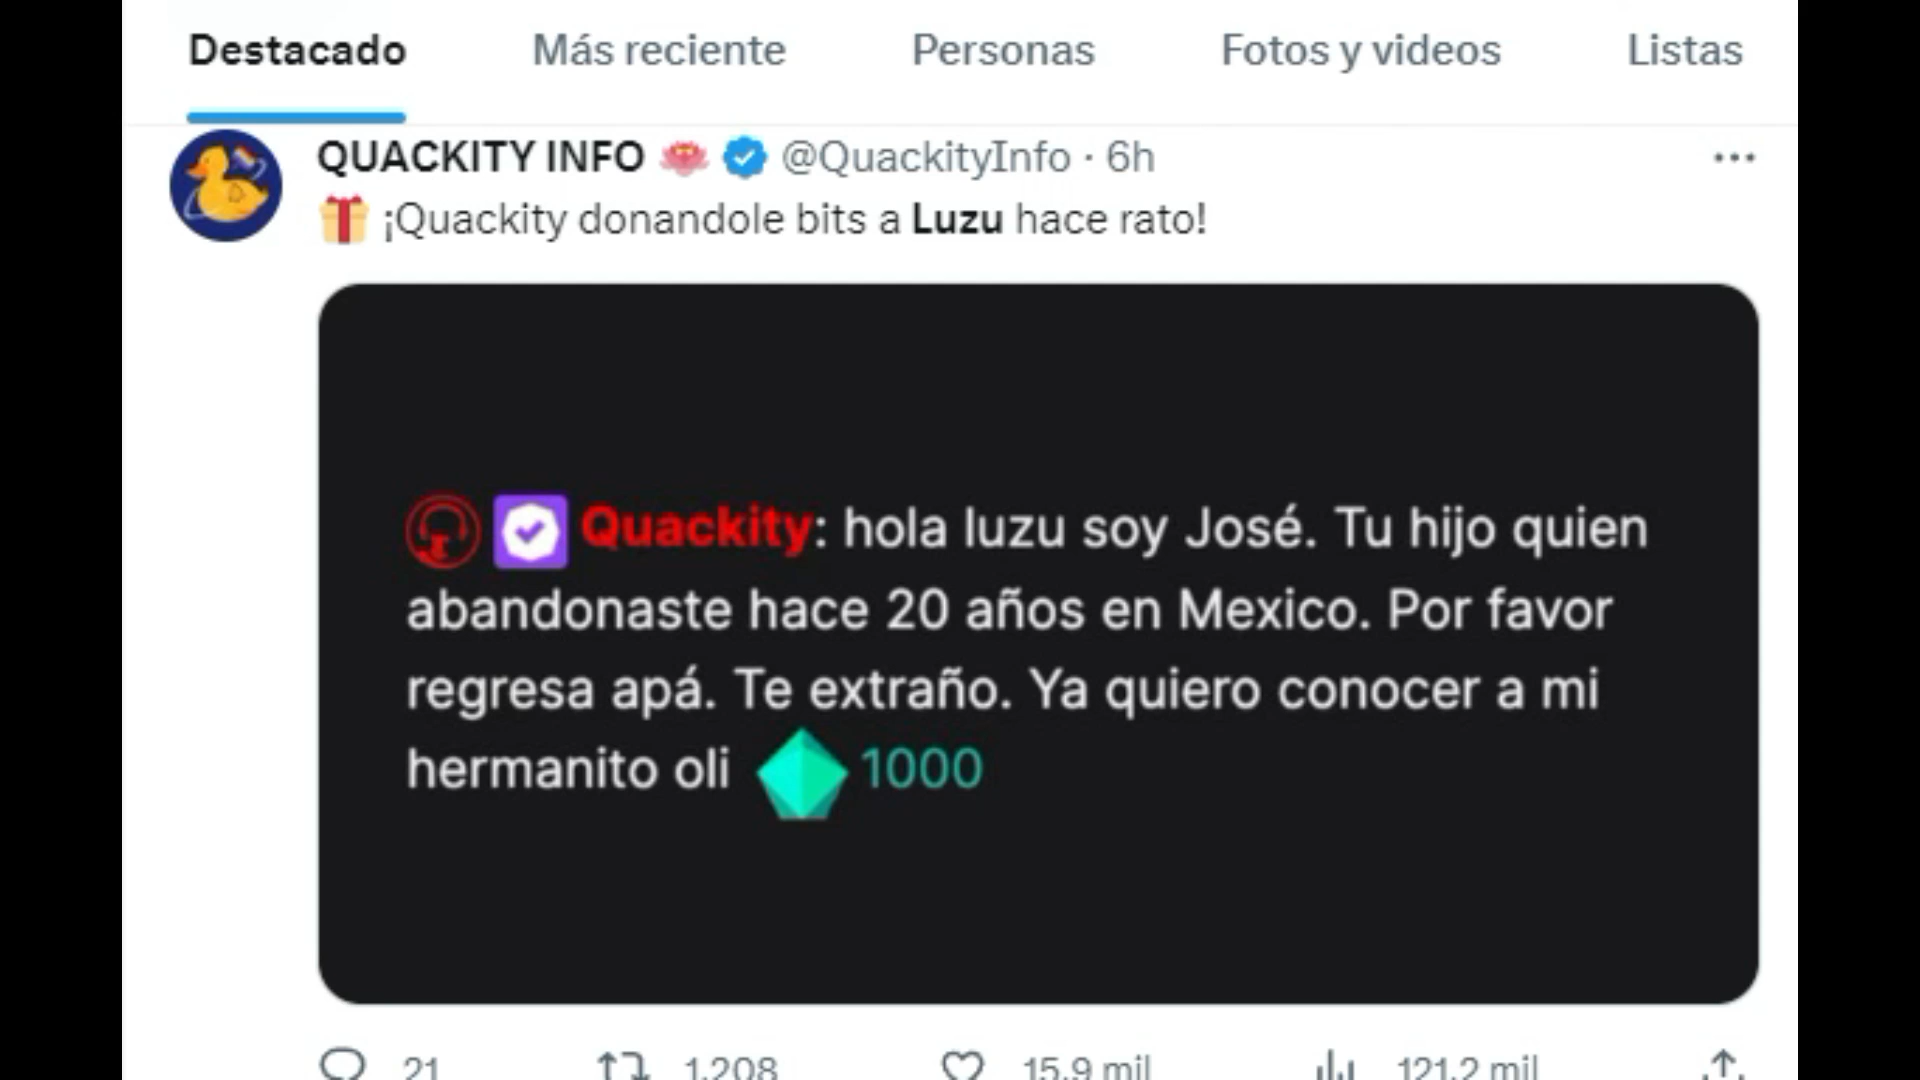 Destacado Más reciente Personas Fotos y videos Listas
QUACKITY INFO @QuackityInfo · 6h
¡Quackity donandole bits a Luzu hace rato!
Quackity: hola luzu soy José. Tu hijo quien
abandonaste hace 20 años en Mexico. Por favor
regresa apá. Te extraño. Ya quiero conocer a mi
hermanito oli 1000
21 1.208 15,9 mil 121,2 mil